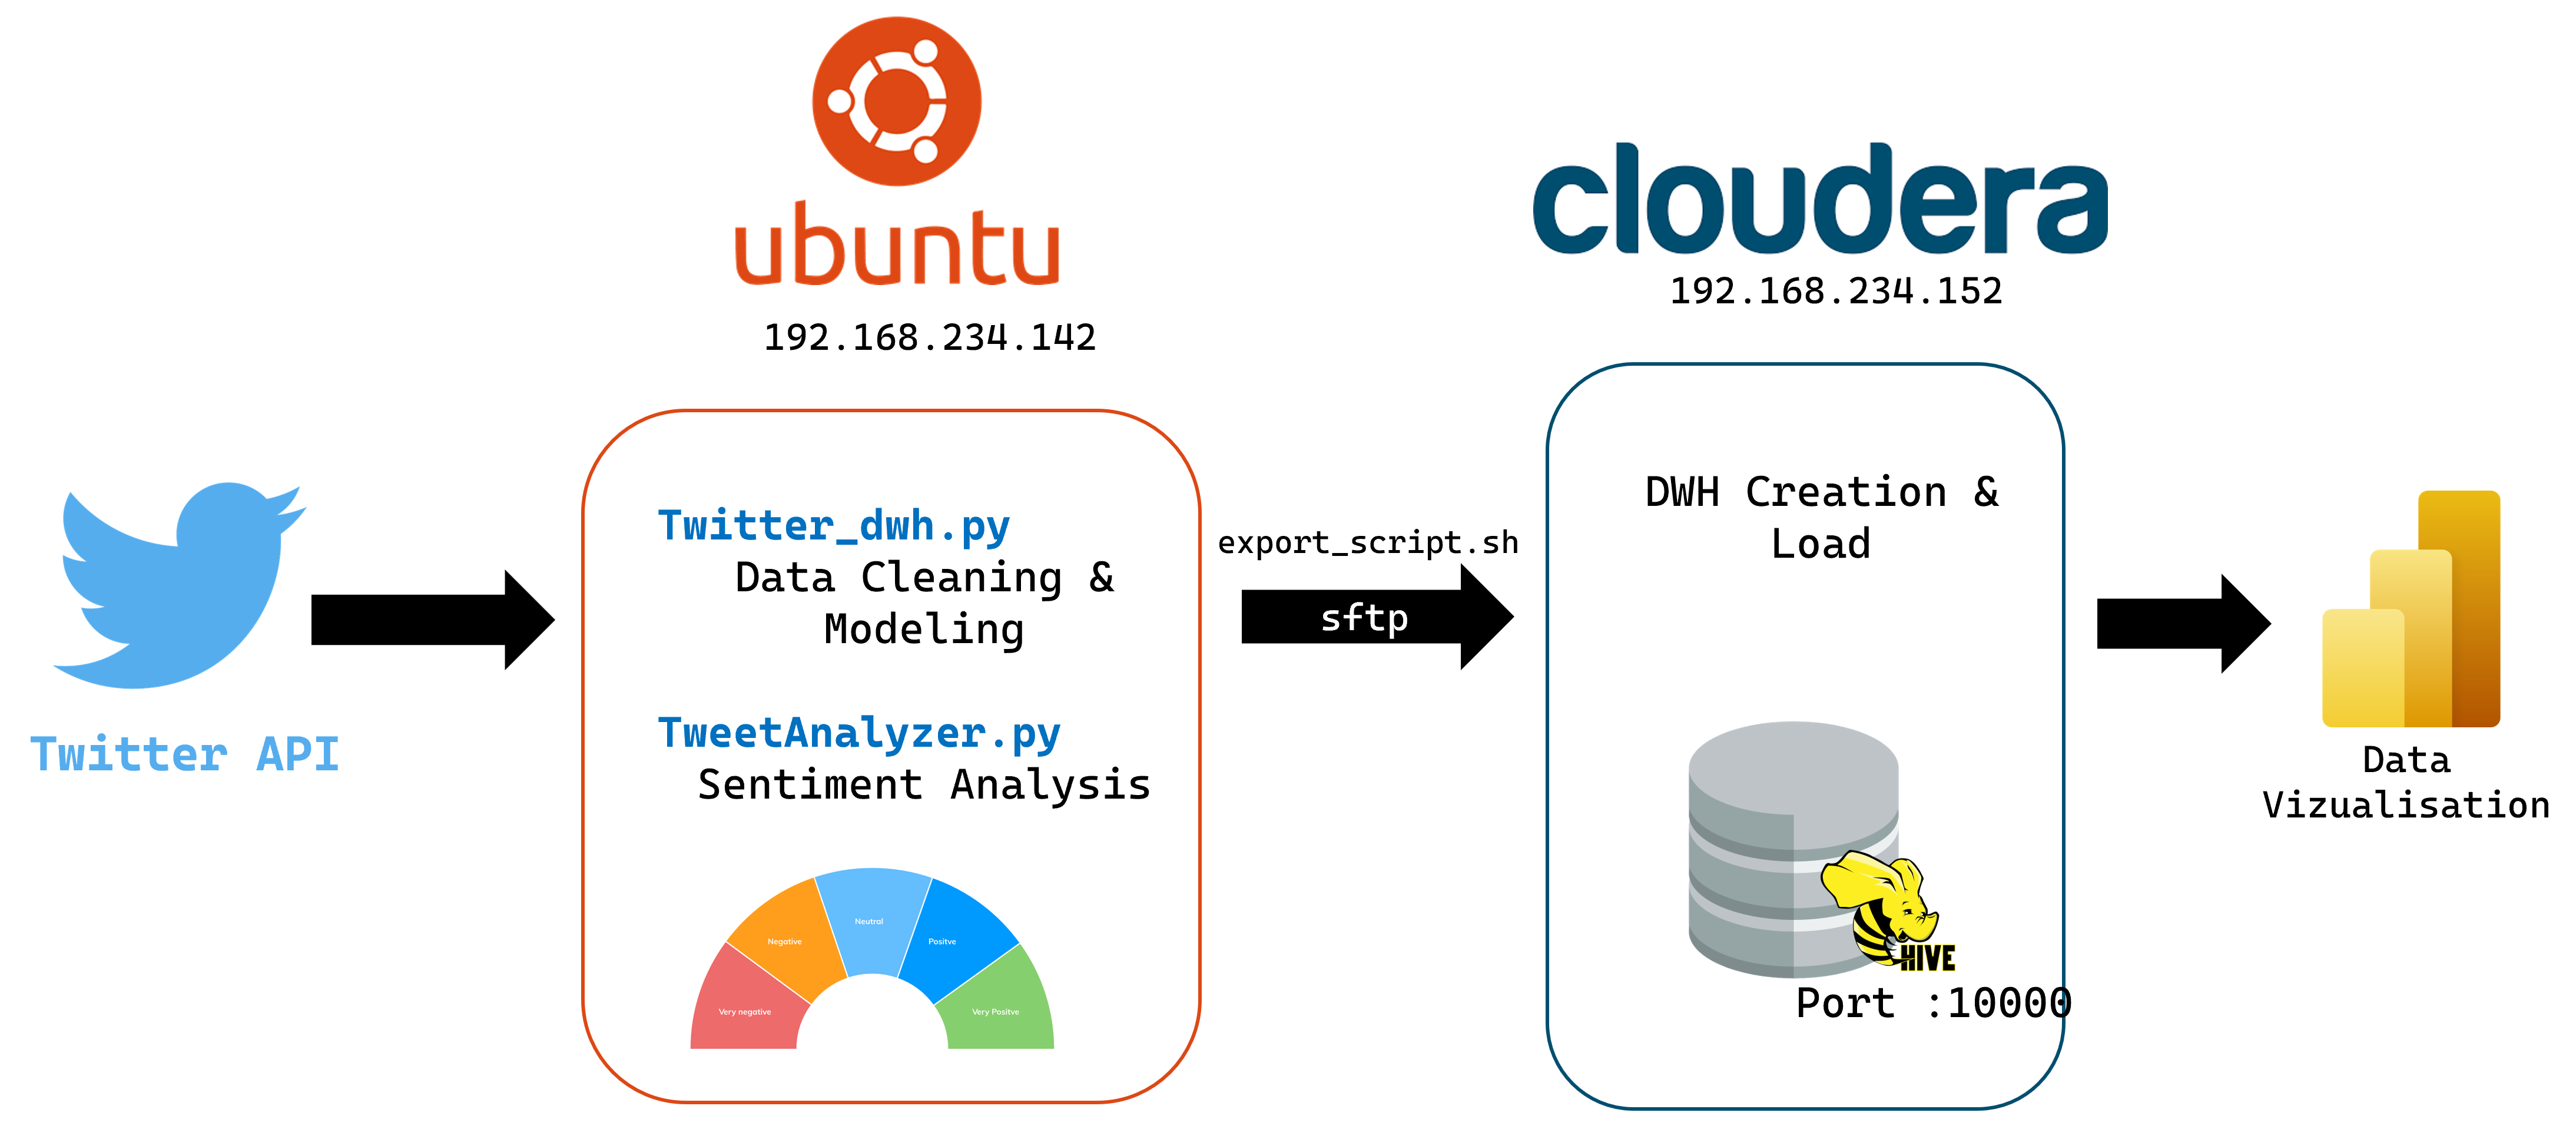 ubuntu
192.168.234.142
cloudera
192.168.234.152
Twitter API
Twitter_dwh.py
Data Cleaning &
Modeling
TweetAnalyzer.py
Sentiment Analysis
Very negative
Negative
Neutral
Positve
Very Positve
export_script.sh
sftp
DWH Creation &
Load
HIVE
Port :10000
Data
Vizualisation